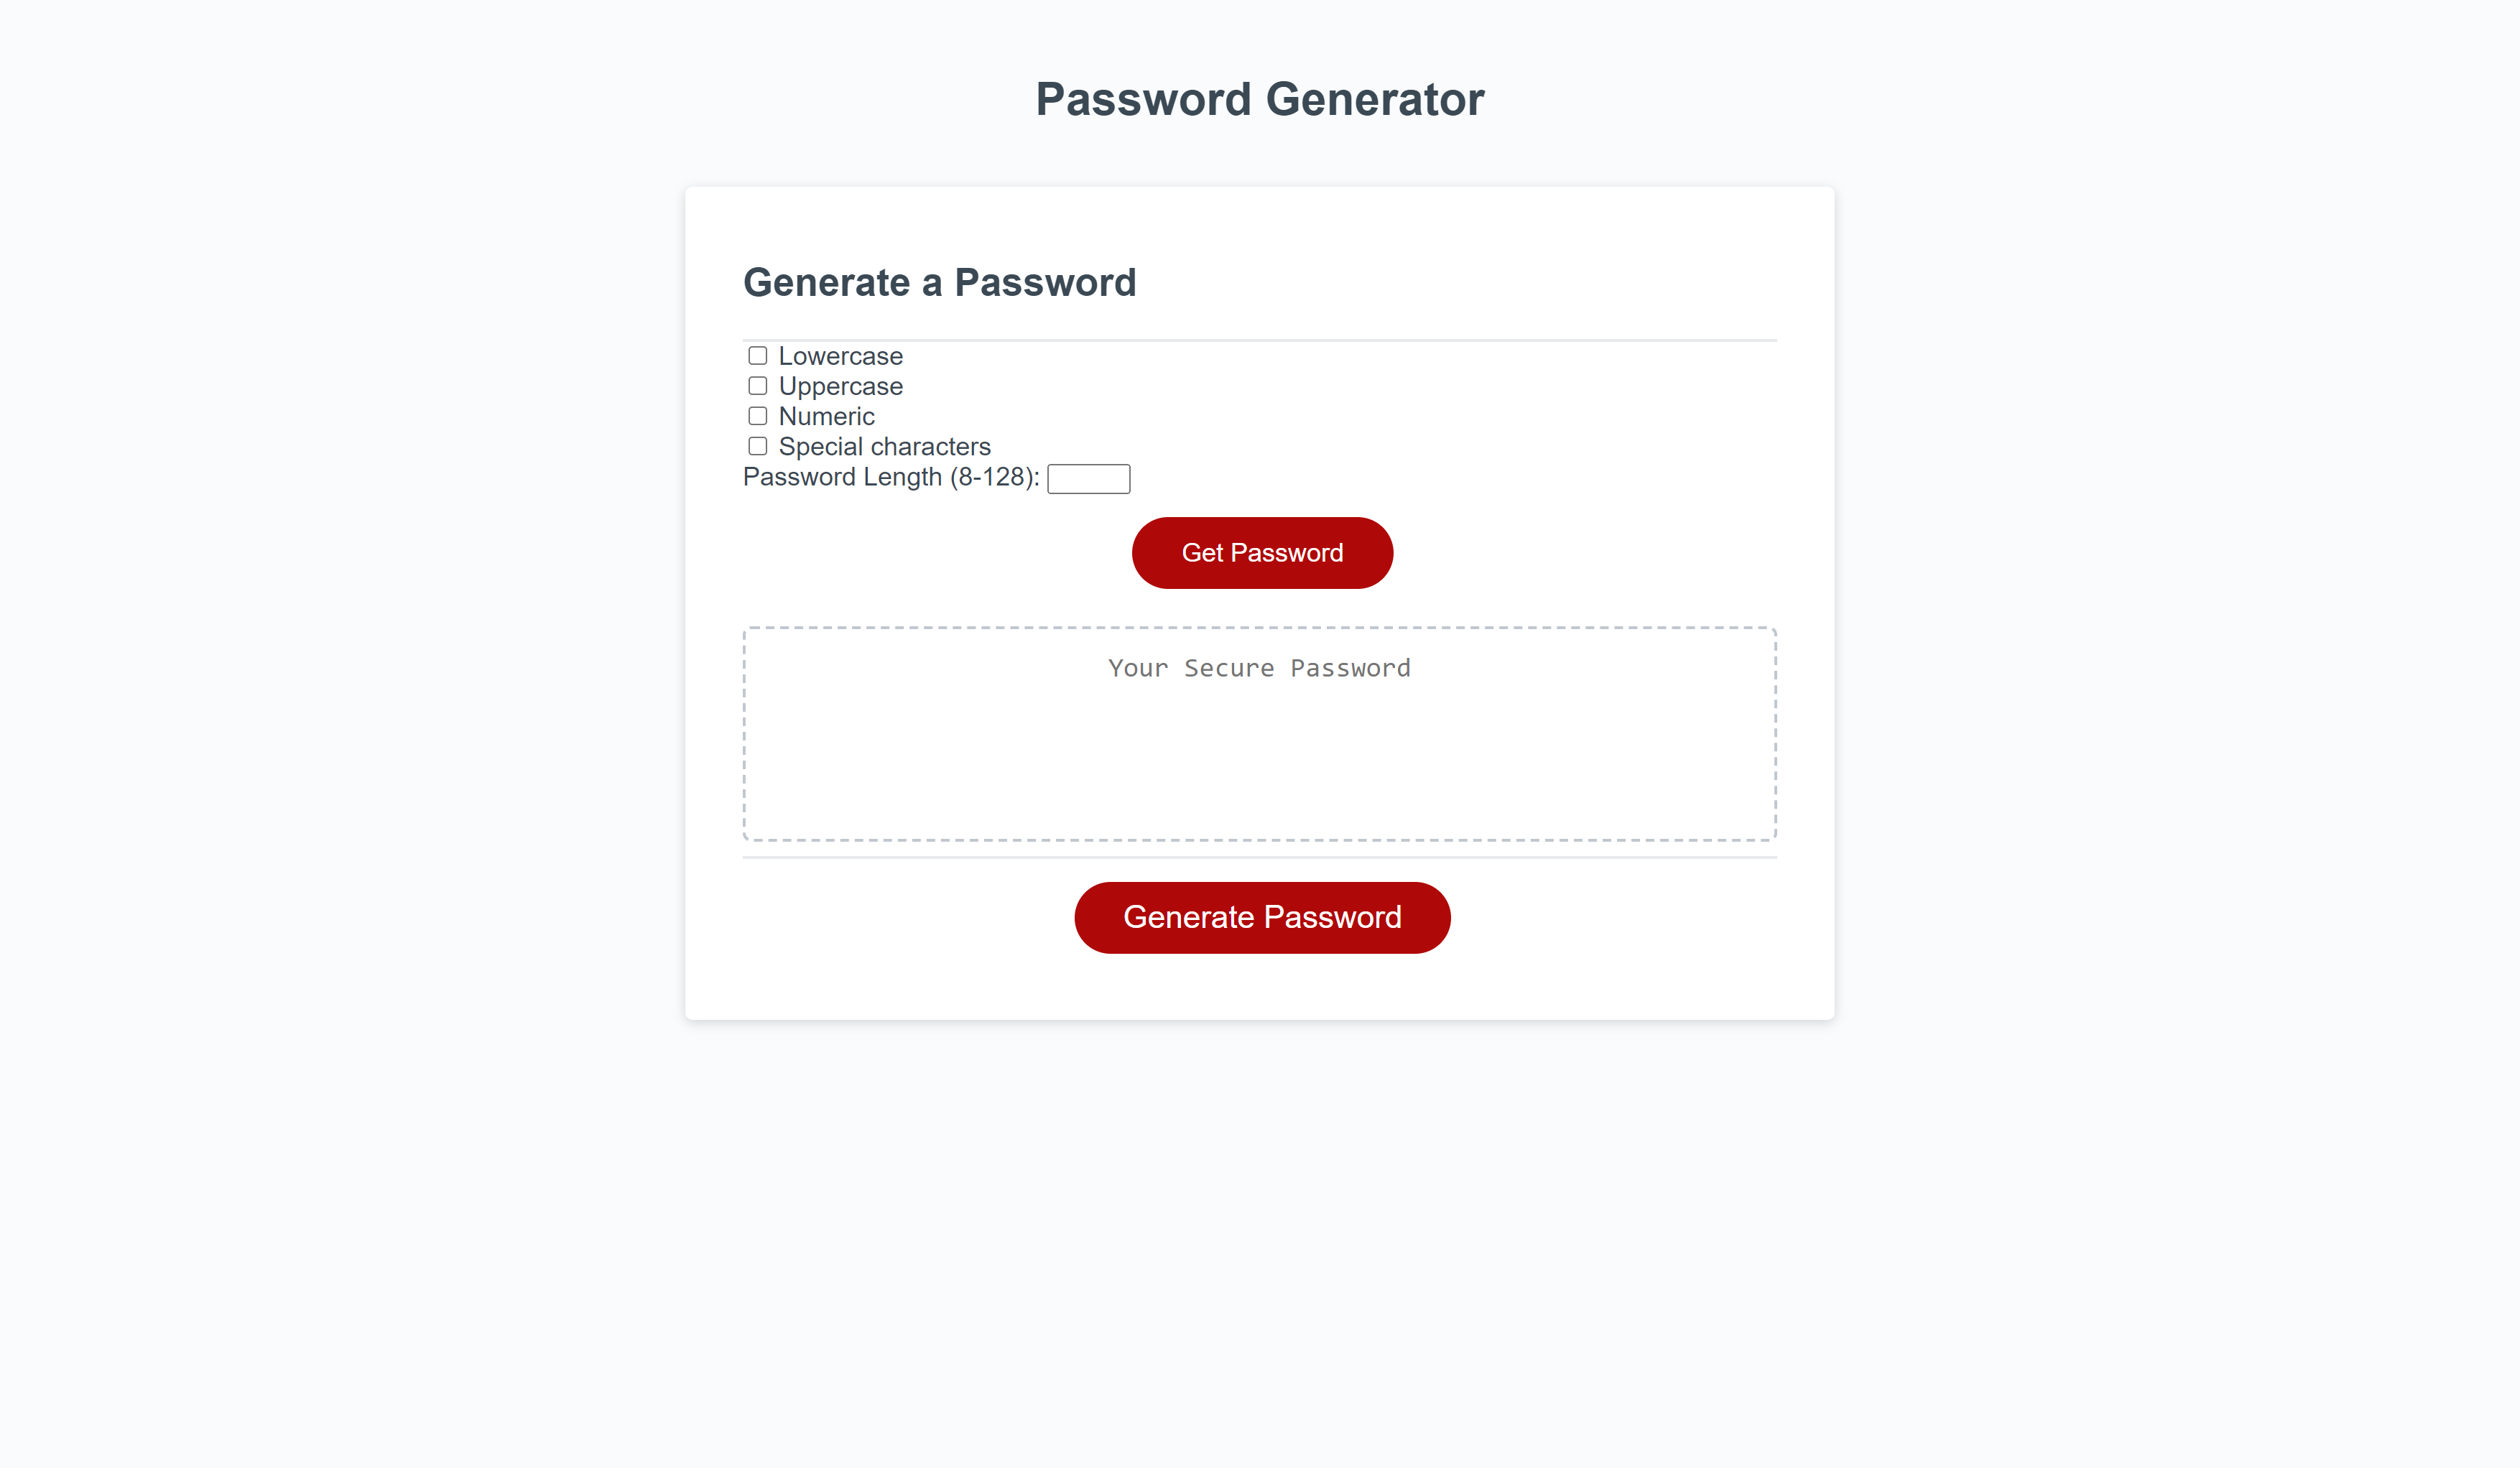 Password Generator
Generate a Password
Lowercase
Uppercase
Numeric
Special characters
Password Length (8-128):
Get Password
Your Secure Password
Generate Password